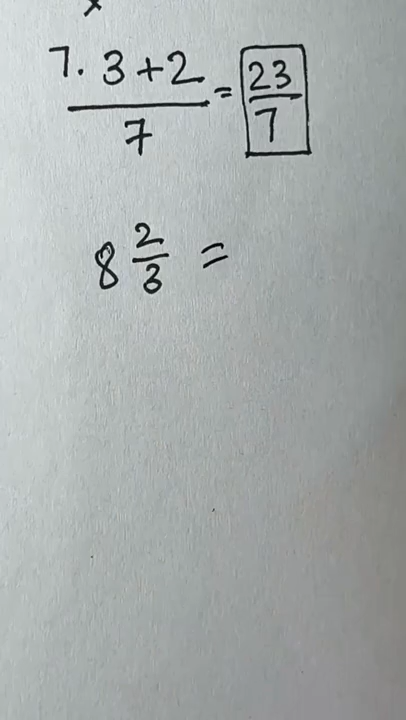 7. 3 + 2 / 7 = 23/7
8 2/3 =